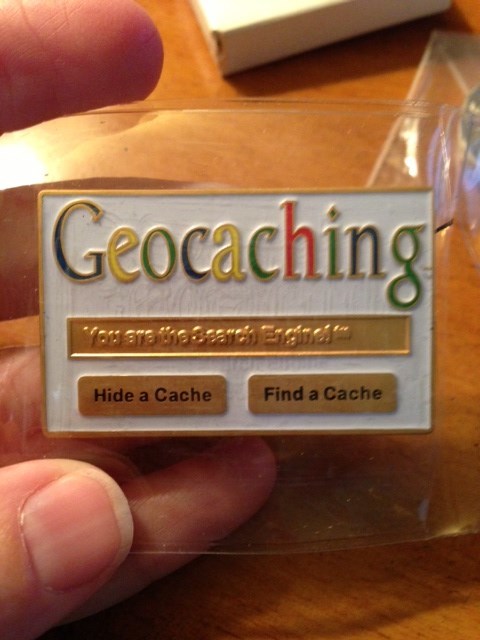 Geocaching
You are the Search Engine!™
Hide a Cache
Find a Cache